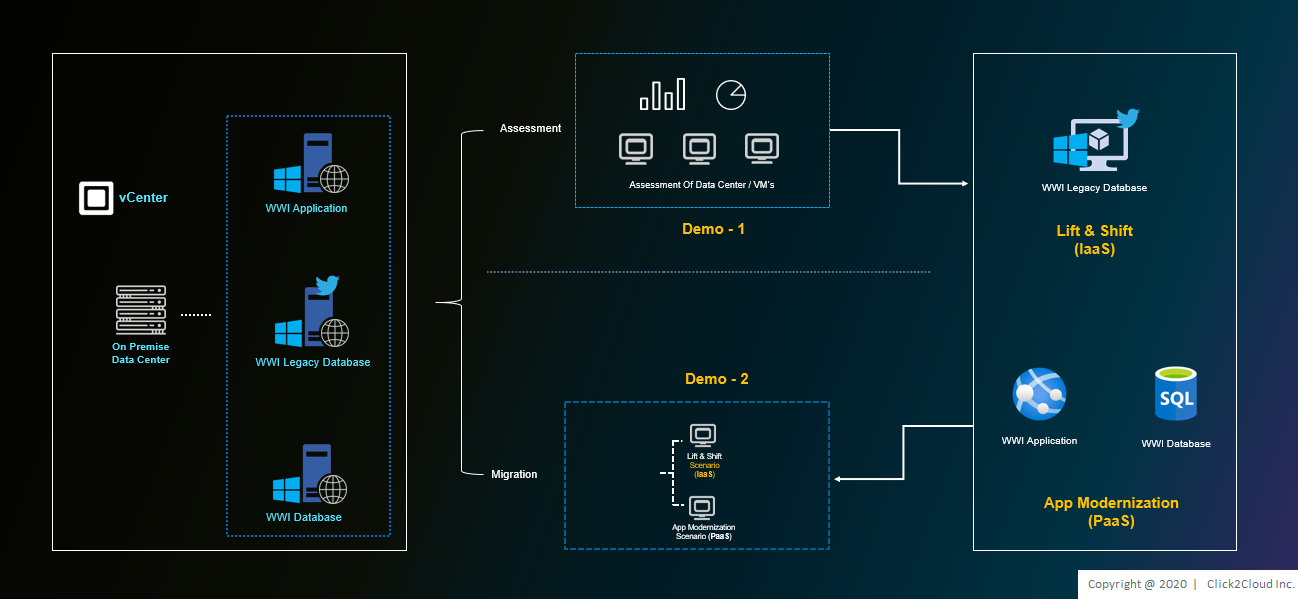 vCenter
On Premise
Data Center
WWI Application
WWI Legacy Database
WWI Database
Assessment
Migration
Assessment Of Data Center / VM's
Demo - 1
Demo - 2
Lift & Shift
Scenario
(IaaS)
App Modernization
Scenario (PaaS)
WWI Legacy Database
Lift & Shift
(IaaS)
WWI Application
SQL
WWI Database
App Modernization
(PaaS)
Copyright @ 2020 | Click2Cloud Inc.